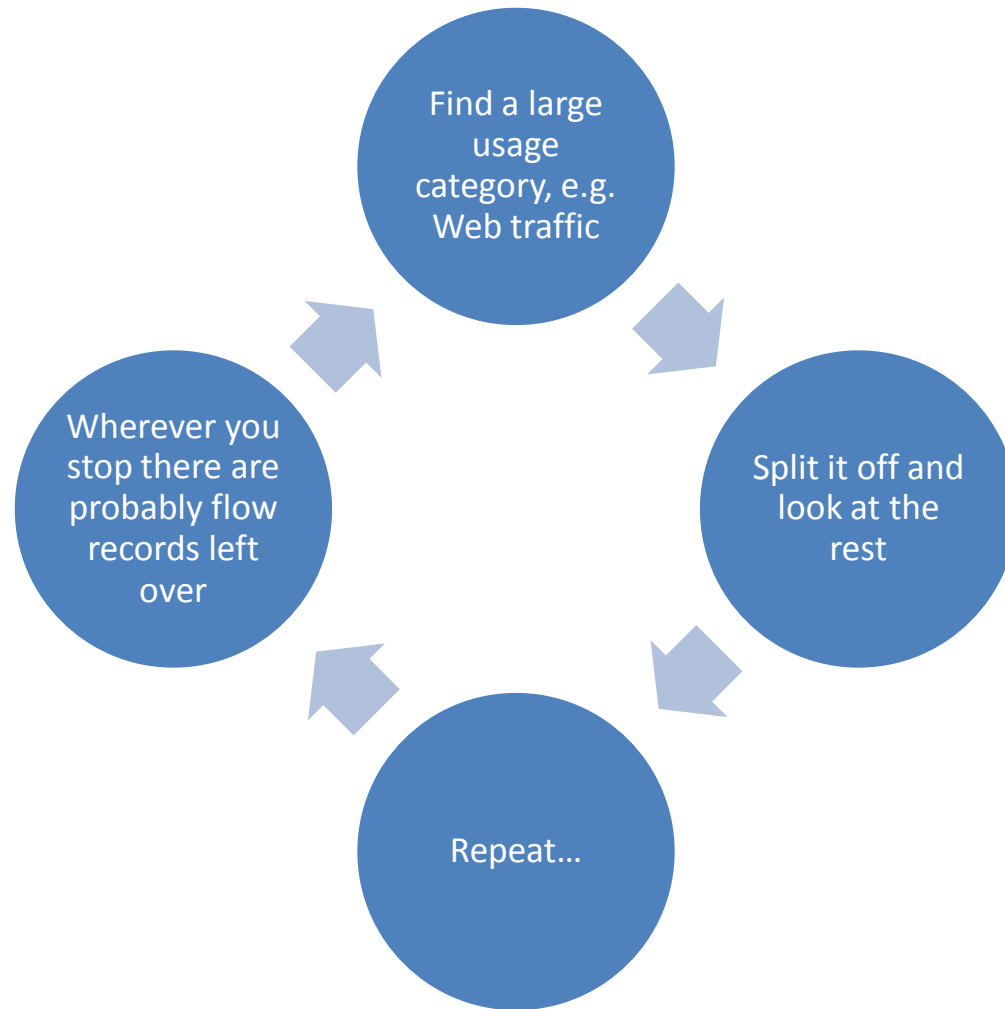 Find a large
usage
category, e.g.
Web traffic
Split it off and
look at the
rest
Repeat...
Wherever you
stop there are
probably flow
records left
over